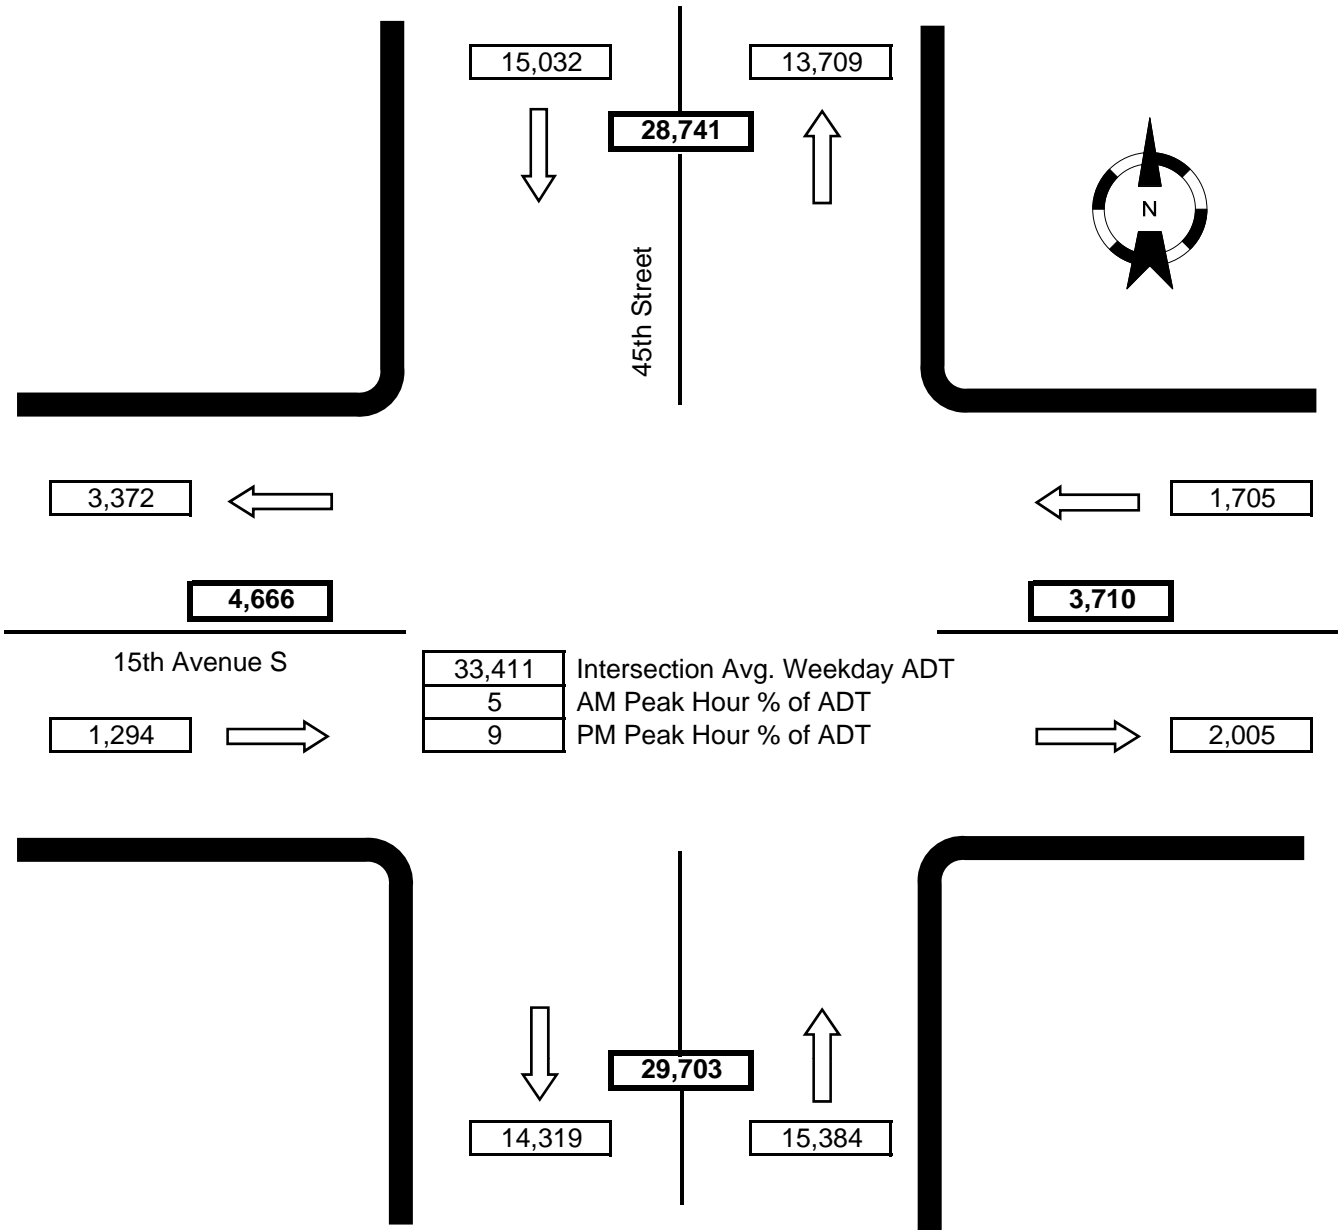 15,032
13,709
28,741
N
45th Street
3,372
1,705
4,666
3,710
15th Avenue S
33,411 Intersection Avg. Weekday ADT
5 AM Peak Hour % of ADT
9 PM Peak Hour % of ADT
1,294
2,005
29,703
14,319
15,384